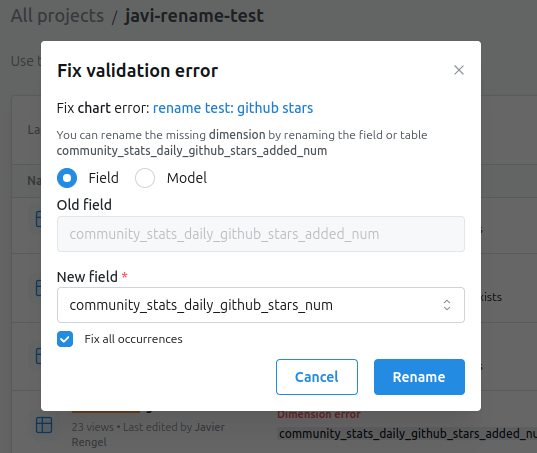 All projects / javi-rename-test
Use t
Fix validation error
Fix chart error: rename test: github stars
You can rename the missing dimension by renaming the field or table
community_stats_daily_github_stars_added_num
Field
Model
Old field
community_stats_daily_github_stars_added_num
New field *
community_stats_daily_github_stars_num
Fix all occurrences
Cancel
Rename
La
Na
s
xists
s
Dimension error
23 views • Last edited by Javier
Rengel
community_stats_daily_github_stars_added_nu